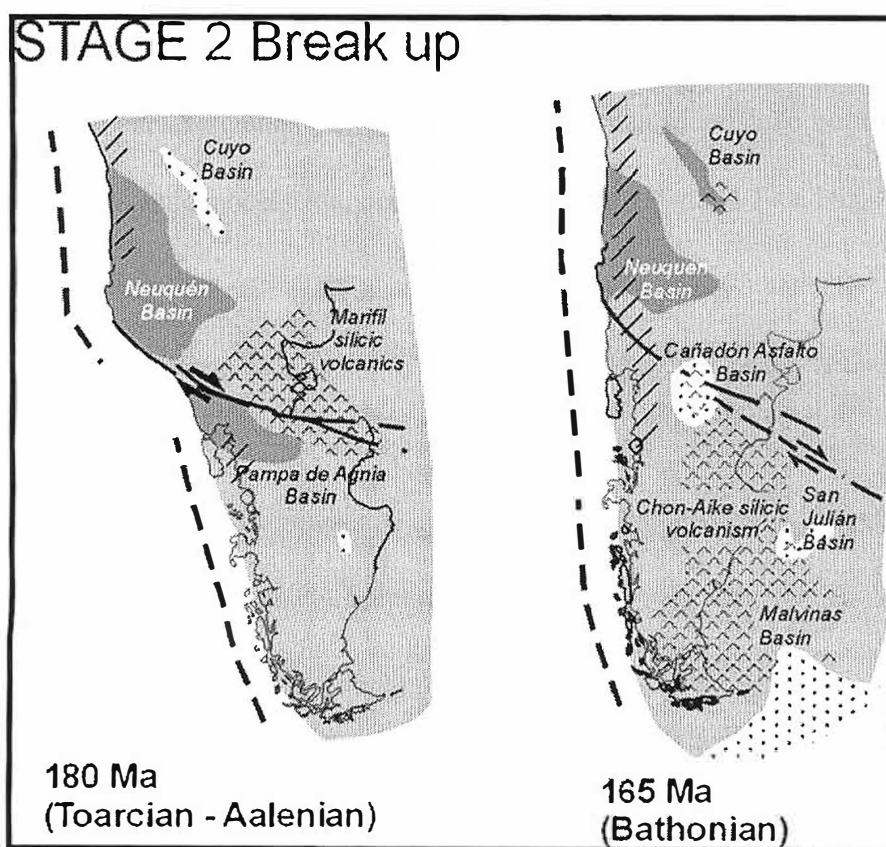 STAGE 2 Break up
Cuyo
Basin
Neuquén
Basin
Marifil
silicic
volcanics
Pampa de Agnia
Basin
180 Ma
(Toarcian - Aalenian)
Cuyo
Basin
Neuquén
Basin
Cañadón Asfalto
Basin
Chon-Aike silicic
volcanism
San
Julián
Basin
Malvinas
Basin
165 Ma
(Bathonian)